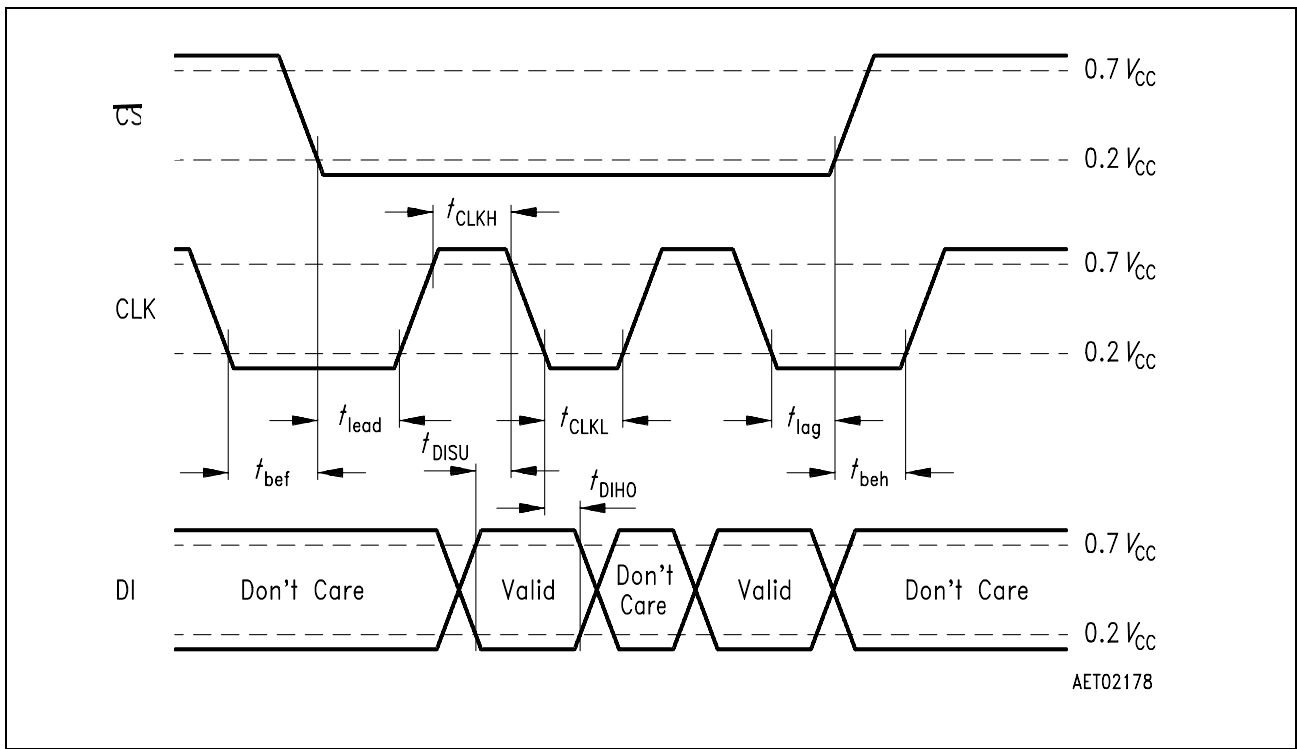 CS
0.7 VCC
0.2 VCC
tCLKH
CLK
0.7 VCC
0.2 VCC
tlead
tCLKL
tlag
tDISU
tbef
tbeh
tDIHO
DI
0.7 VCC
Don't Care
Valid
Don't
Care
Valid
Don't Care
0.2 VCC
AET02178